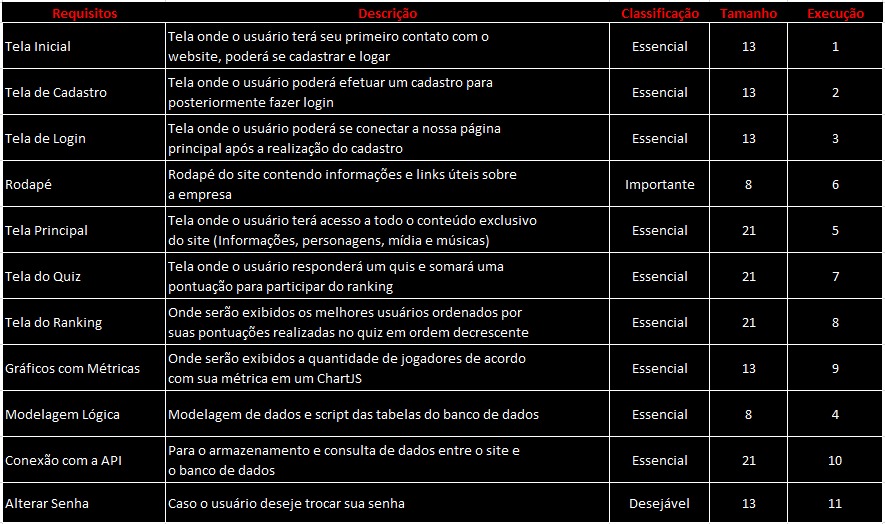 Requisitos Descrição Classificação Tamanho Execução
Tela Inicial Tela onde o usuário terá seu primeiro contato com o Essencial 13 1
website, poderá se cadastrar e logar
Tela de Cadastro Tela onde o usuário poderá efetuar um cadastro para Essencial 13 2
posteriormente fazer login
Tela de Login Tela onde o usuário poderá se conectar a nossa página Essencial 13 3
principal após a realização do cadastro
Rodapé Rodapé do site contendo informações e links úteis sobre Importante 8 6
a empresa
Tela Principal Tela onde o usuário terá acesso a todo o conteúdo exclusivo Essencial 21 5
do site (Informações, personagens, mídia e músicas)
Tela do Quiz Tela onde o usuário responderá um quis e somará uma Essencial 21 7
pontuação para participar do ranking
Tela do Ranking Onde serão exibidos os melhores usuários ordenados por Essencial 21 8
suas pontuações realizadas no quiz em ordem decrescente
Gráficos com Métricas Onde serão exibidos a quantidade de jogadores de acordo Essencial 13 9
com sua métrica em um ChartJS
Modelagem Lógica Modelagem de dados e script das tabelas do banco de dados Essencial 8 4
Conexão com a API Para o armazenamento e consulta de dados entre o site e Essencial 21 10
o banco de dados
Alterar Senha Caso o usuário deseje trocar sua senha Desejável 13 11